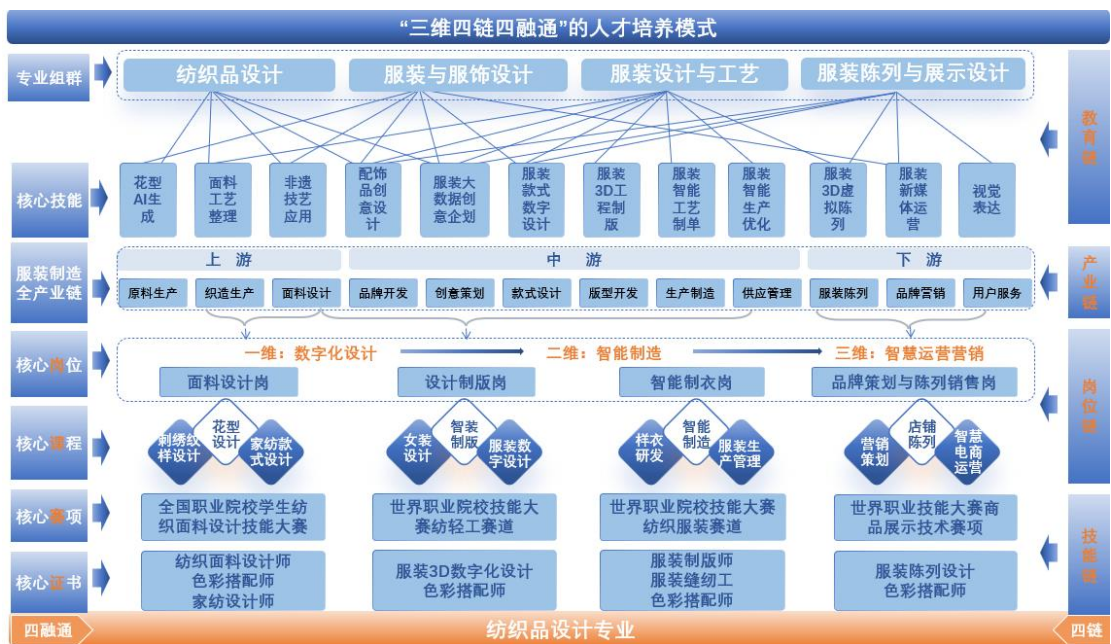 “三维四链四融通”的人才培养模式
专业组群
纺织品设计
服装与服饰设计
服装设计与工艺
服装陈列与展示设计
教
育
链
核心技能
花型
AI生
成
面料
工艺
整理
非遗
技艺
应用
配饰
品创
意设
计
服装大
数据创
意企划
服装
款式
数字
设计
服装
3D工
程制
版
服装
智能
工艺
制单
服装
智能
生产
优化
服装
3D虚
拟陈
列
服装
新媒
体运
营
视觉
表达
服装制造
全产业链
上 游
中 游
下 游
原料生产
织造生产
面料设计
品牌开发
创意策划
款式设计
版型开发
生产制造
供应管理
服装陈列
品牌营销
用户服务
产
业
链
核心岗位
一维：数字化设计
二维：智能制造
三维：智慧运营营销
面料设计岗
设计制版岗
智能制衣岗
品牌策划与陈列销售岗
岗
位
链
核心课程
刺绣纹
样设计
花型
设计
家纺款
式设计
女装
设计
智装
制版
服装数
字设计
样衣
研发
智能
制造
服装生
产管理
营销
策划
店铺
陈列
智慧
电商
运营
核心赛项
全国职业院校学生纺
织面料设计技能大赛
世界职业院校技能大
赛纺轻工赛道
世界职业院校技能大赛
纺织服装赛道
世界职业技能大赛商
品展示技术赛项
技
能
链
核心证书
纺织面料设计师
色彩搭配师
家纺设计师
服装3D数字化设计
色彩搭配师
服装制版师
服装缝纫工
色彩搭配师
服装陈列设计
色彩搭配师
四融通
纺织品设计专业
四链